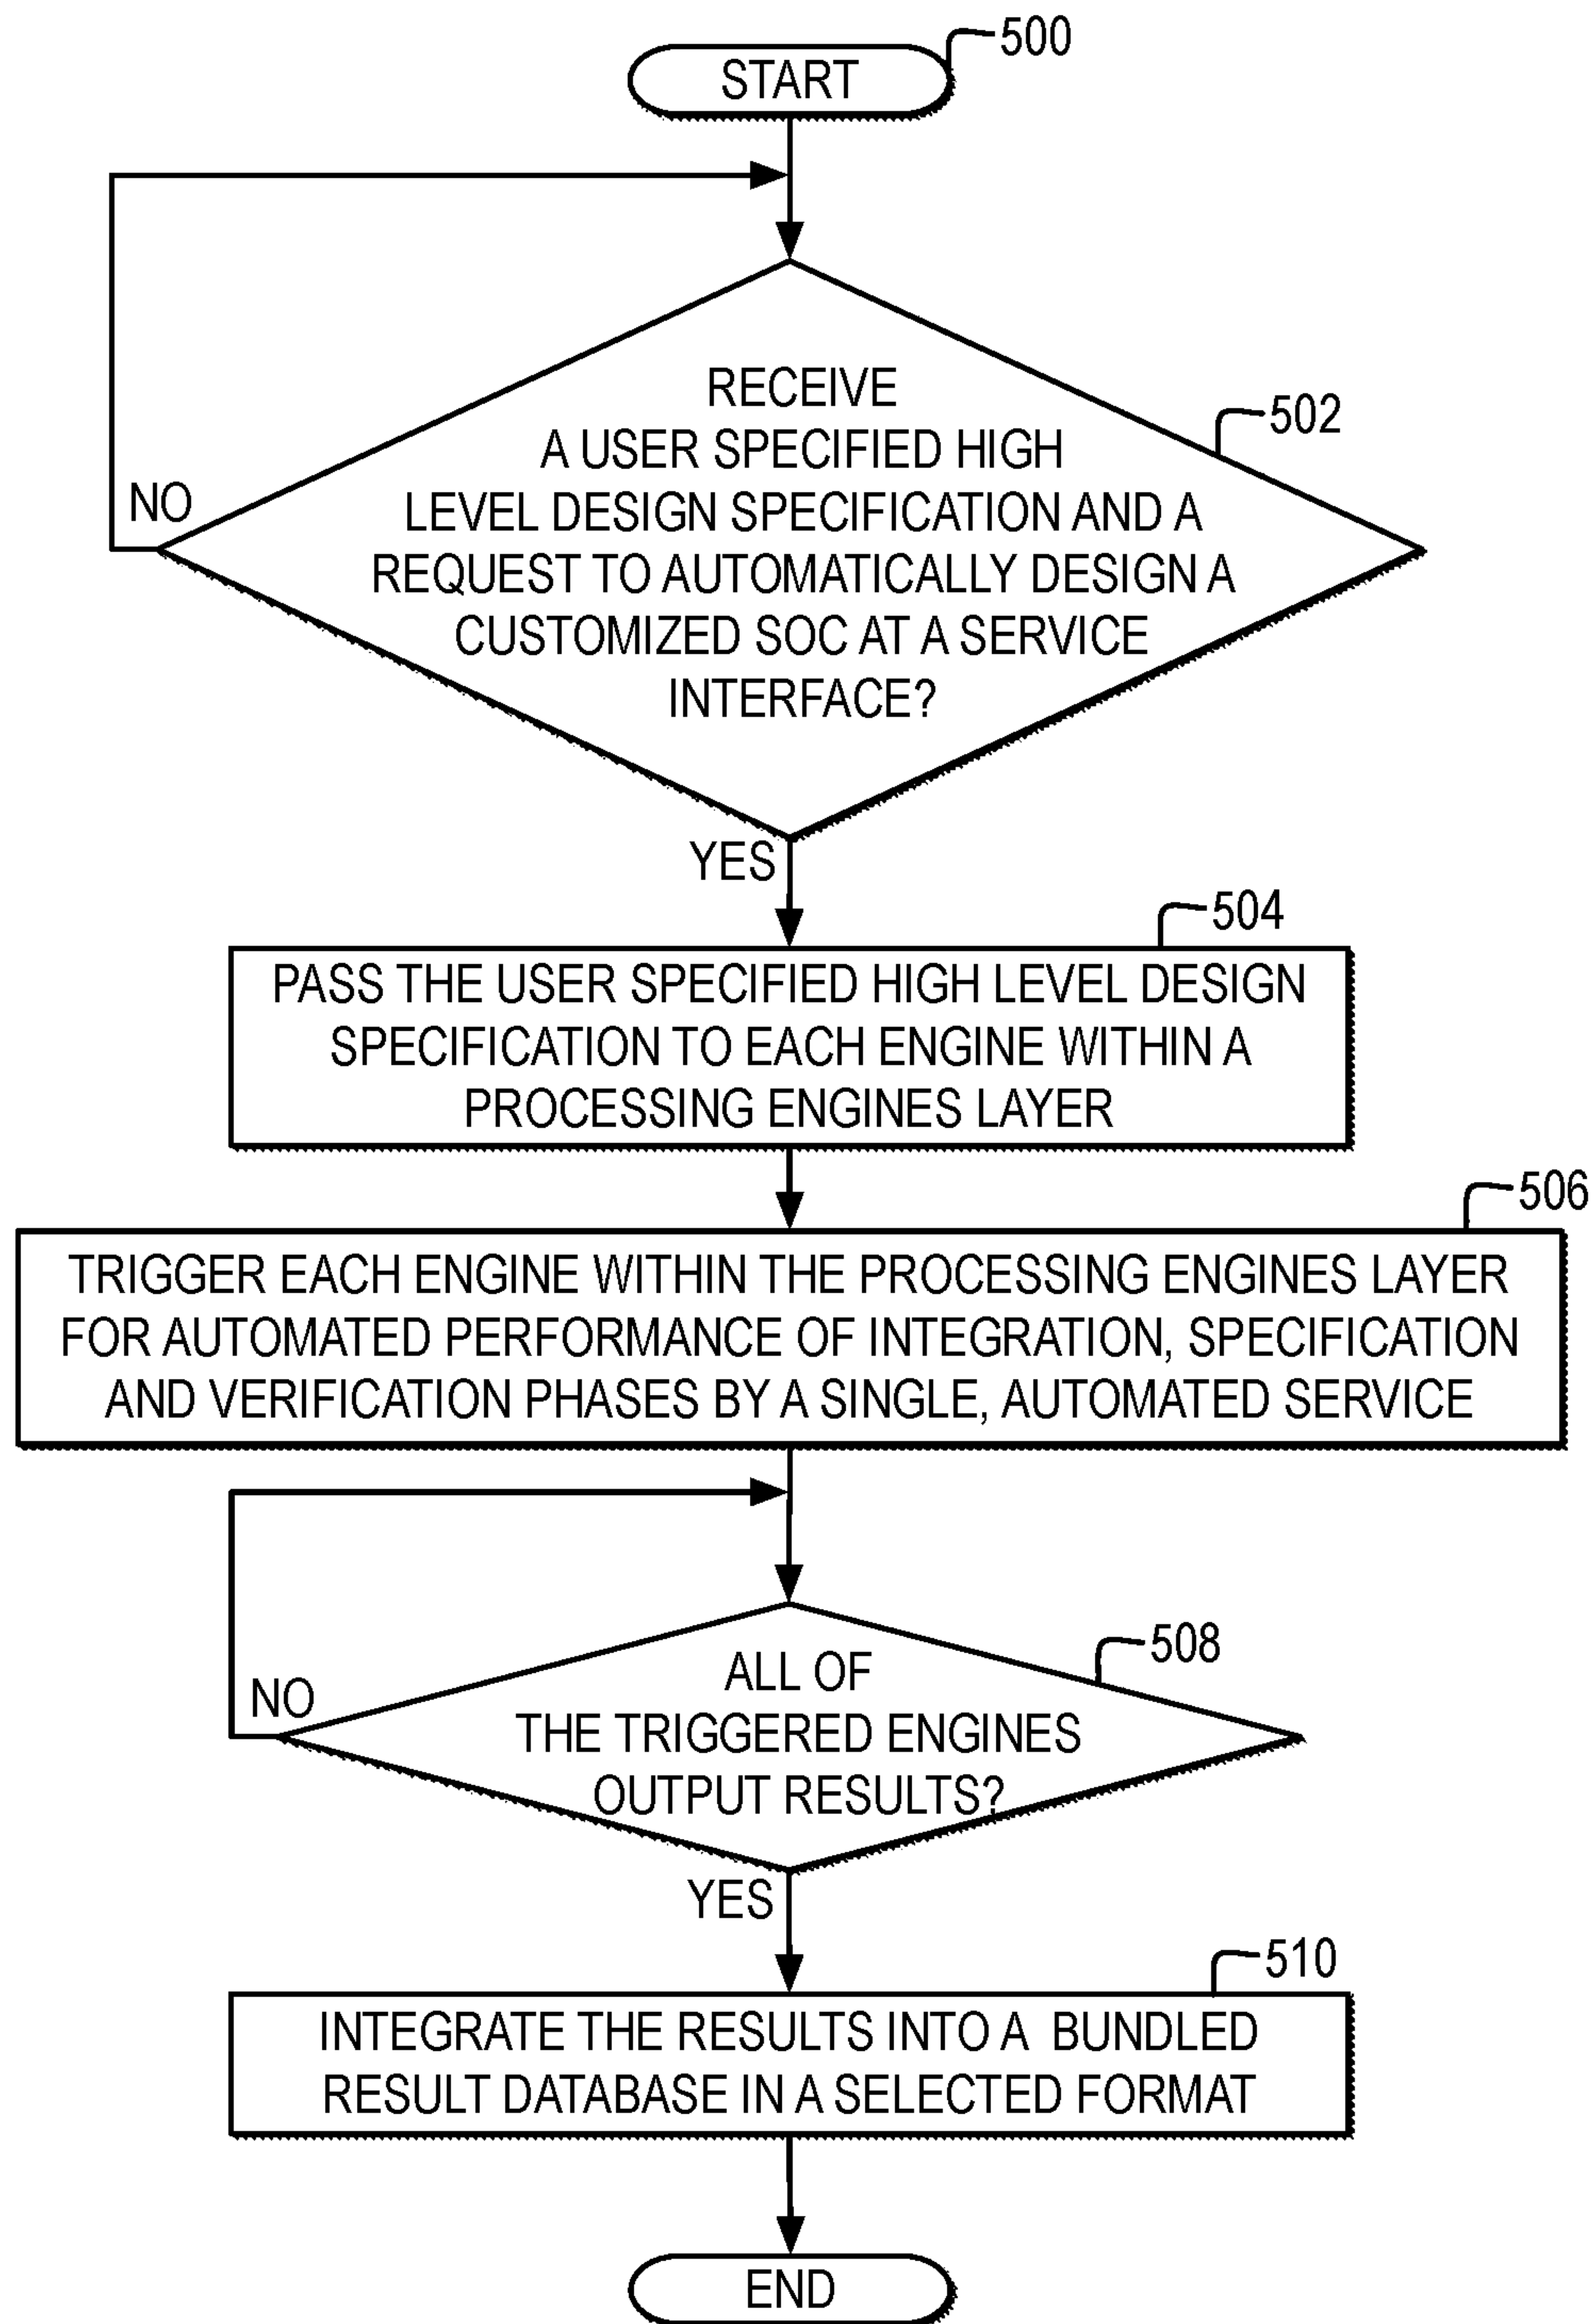 500
START
RECEIVE
A USER SPECIFIED HIGH
502
LEVEL DESIGN SPECIFICATION AND A
NO
REQUEST TO AUTOMATICALLY DESIGN A
CUSTOMIZED SOC AT A SERVICE
INTERFACE?
YES
504
PASS THE USER SPECIFIED HIGH LEVEL DESIGN
SPECIFICATION TO EACH ENGINE WITHIN A
PROCESSING ENGINES LAYER
506
TRIGGER EACH ENGINE WITHIN THE PROCESSING ENGINES LAYER
FOR AUTOMATED PERFORMANCE OF INTEGRATION, SPECIFICATION
AND VERIFICATION PHASES BY A SINGLE, AUTOMATED SERVICE
508
ALL OF
NO
THE TRIGGERED ENGINES
OUTPUT RESULTS?
YES
510
INTEGRATE THE RESULTS INTO A BUNDLED
RESULT DATABASE IN A SELECTED FORMAT
END